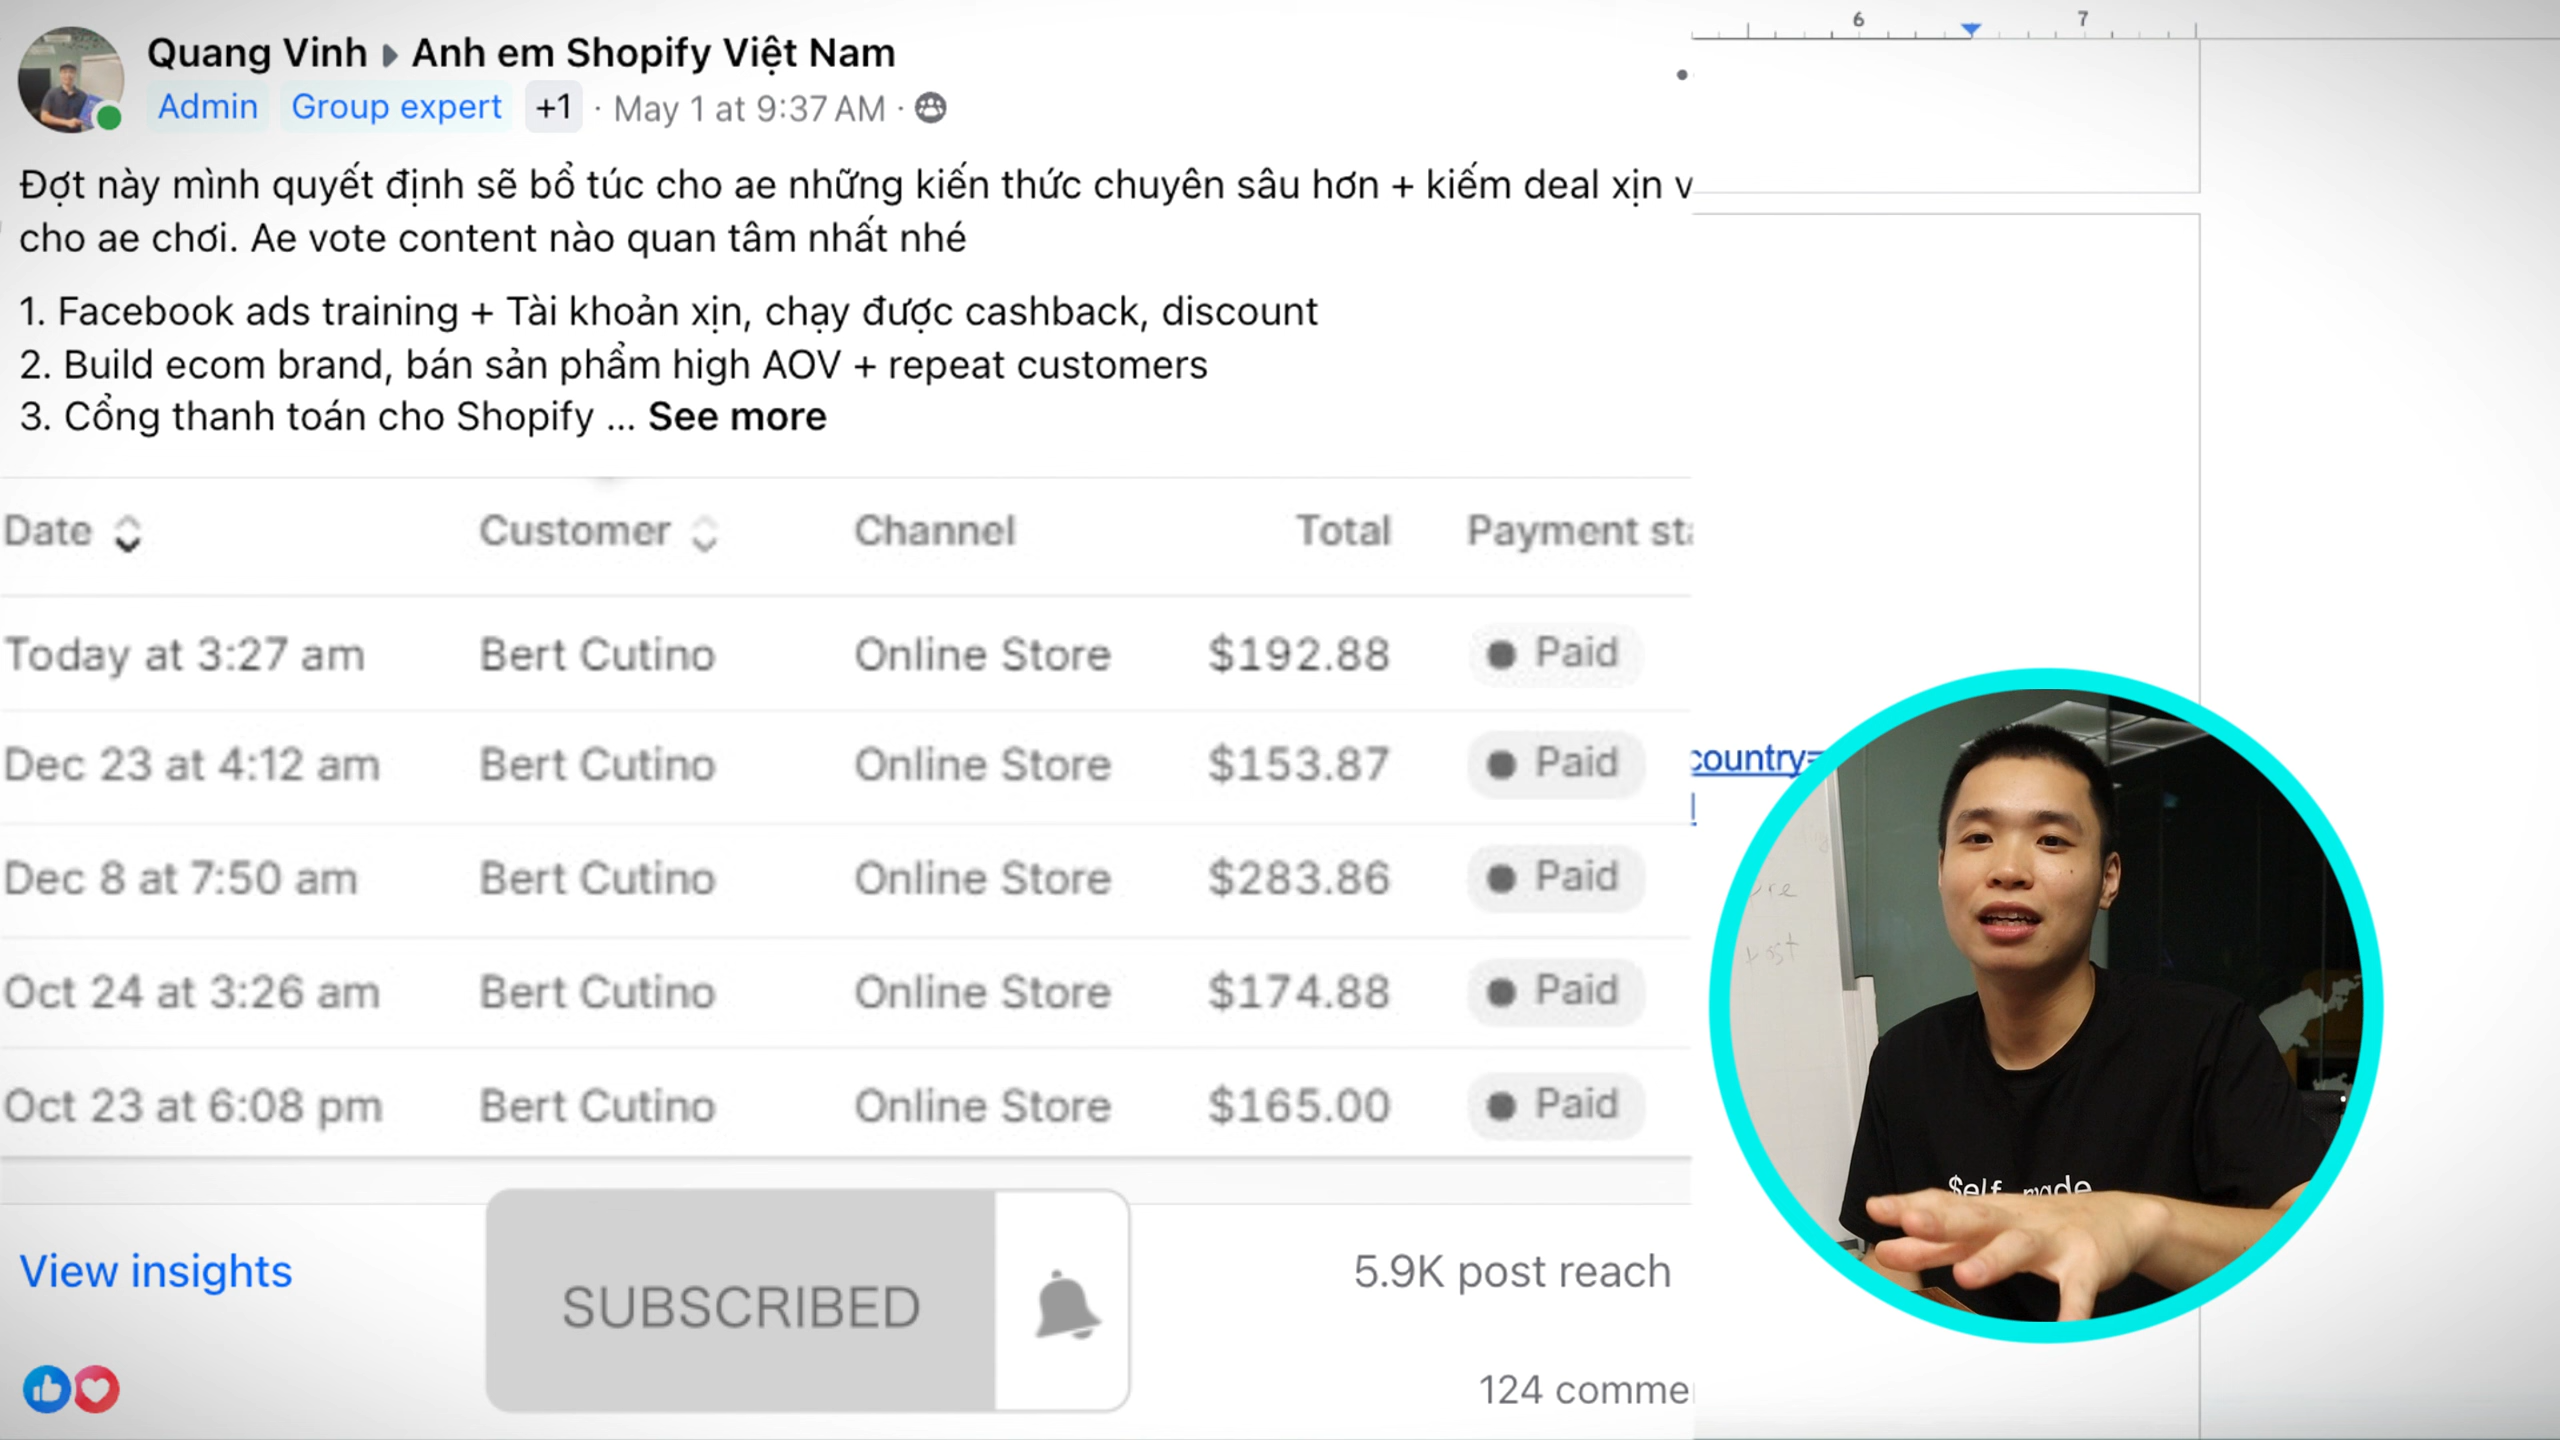 Quang Vinh ▸ Anh em Shopify Việt Nam
Admin Group expert +1 · May 1 at 9:37 AM ·
Đợt này mình quyết định sẽ bổ túc cho ae những kiến thức chuyên sâu hơn + kiếm deal xịn v
cho ae chơi. Ae vote content nào quan tâm nhất nhé
1. Facebook ads training + Tài khoản xịn, chạy được cashback, discount
2. Build ecom brand, bán sản phẩm high AOV + repeat customers
3. Cổng thanh toán cho Shopify ... See more
Date Customer Channel Total Payment sta
Today at 3:27 am Bert Cutino Online Store $192.88 Paid
Dec 23 at 4:12 am Bert Cutino Online Store $153.87 Paid
Dec 8 at 7:50 am Bert Cutino Online Store $283.86 Paid
Oct 24 at 3:26 am Bert Cutino Online Store $174.88 Paid
Oct 23 at 6:08 pm Bert Cutino Online Store $165.00 Paid
View insights
SUBSCRIBED
5.9K post reach
124 comme
6 7
country=
$elf made